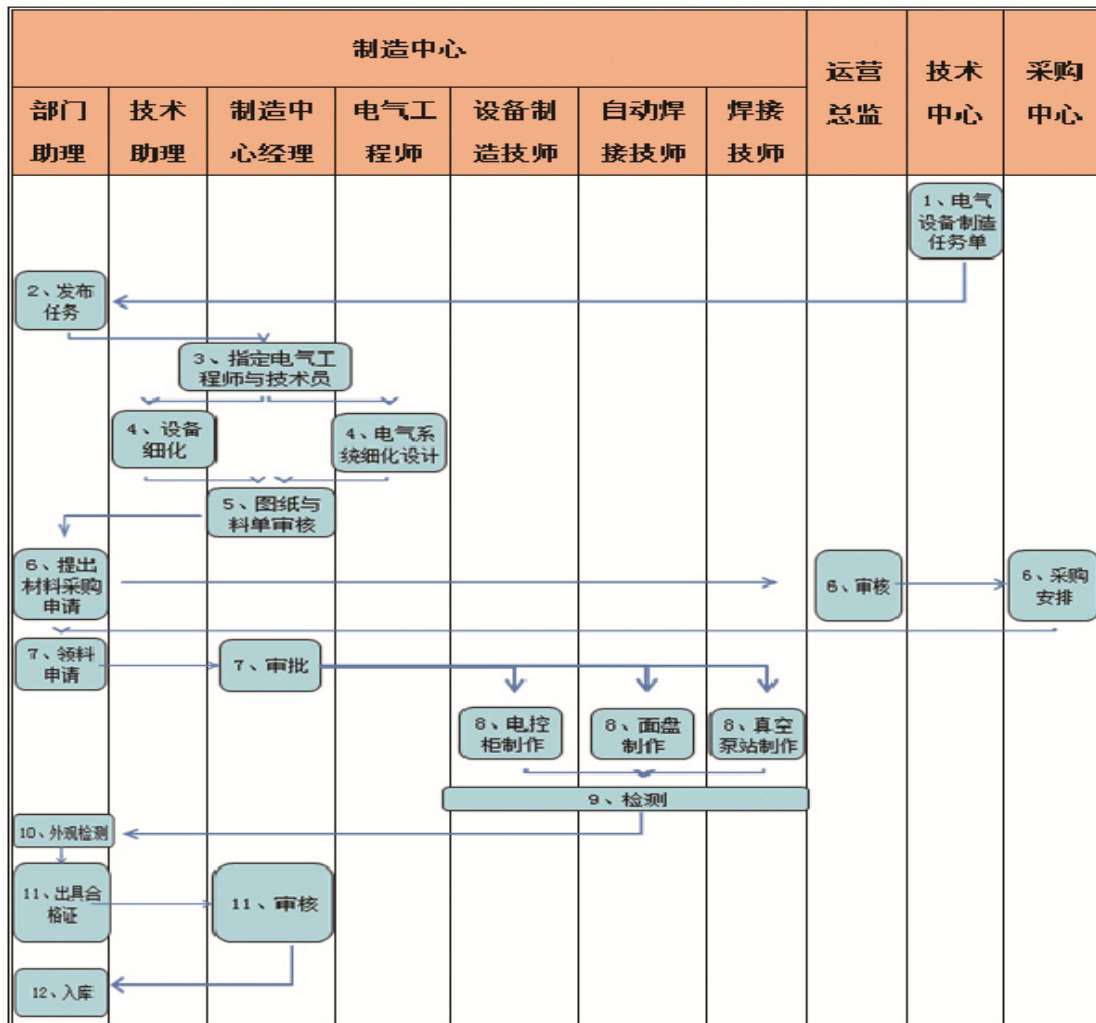 制造中心
运营
总监
技术
中心
采购
中心
部门
助理
技术
助理
制造中
心经理
电气工
程师
设备制
造技师
自动焊
接技师
焊接
技师
1、电气
设备制造
任务单
2、发布
任务
3、指定电气工
程师与技术员
4、设备
细化
4、电气系
统细化设计
5、图纸与
料单审核
6、提出
材料采购
申请
6、审核
6、采购
安排
7、领料
申请
7、审批
8、电控
柜制作
8、面盘
制作
8、真空
泵站制作
9、检测
10、外观检测
11、出具合
格证
11、审核
12、入库